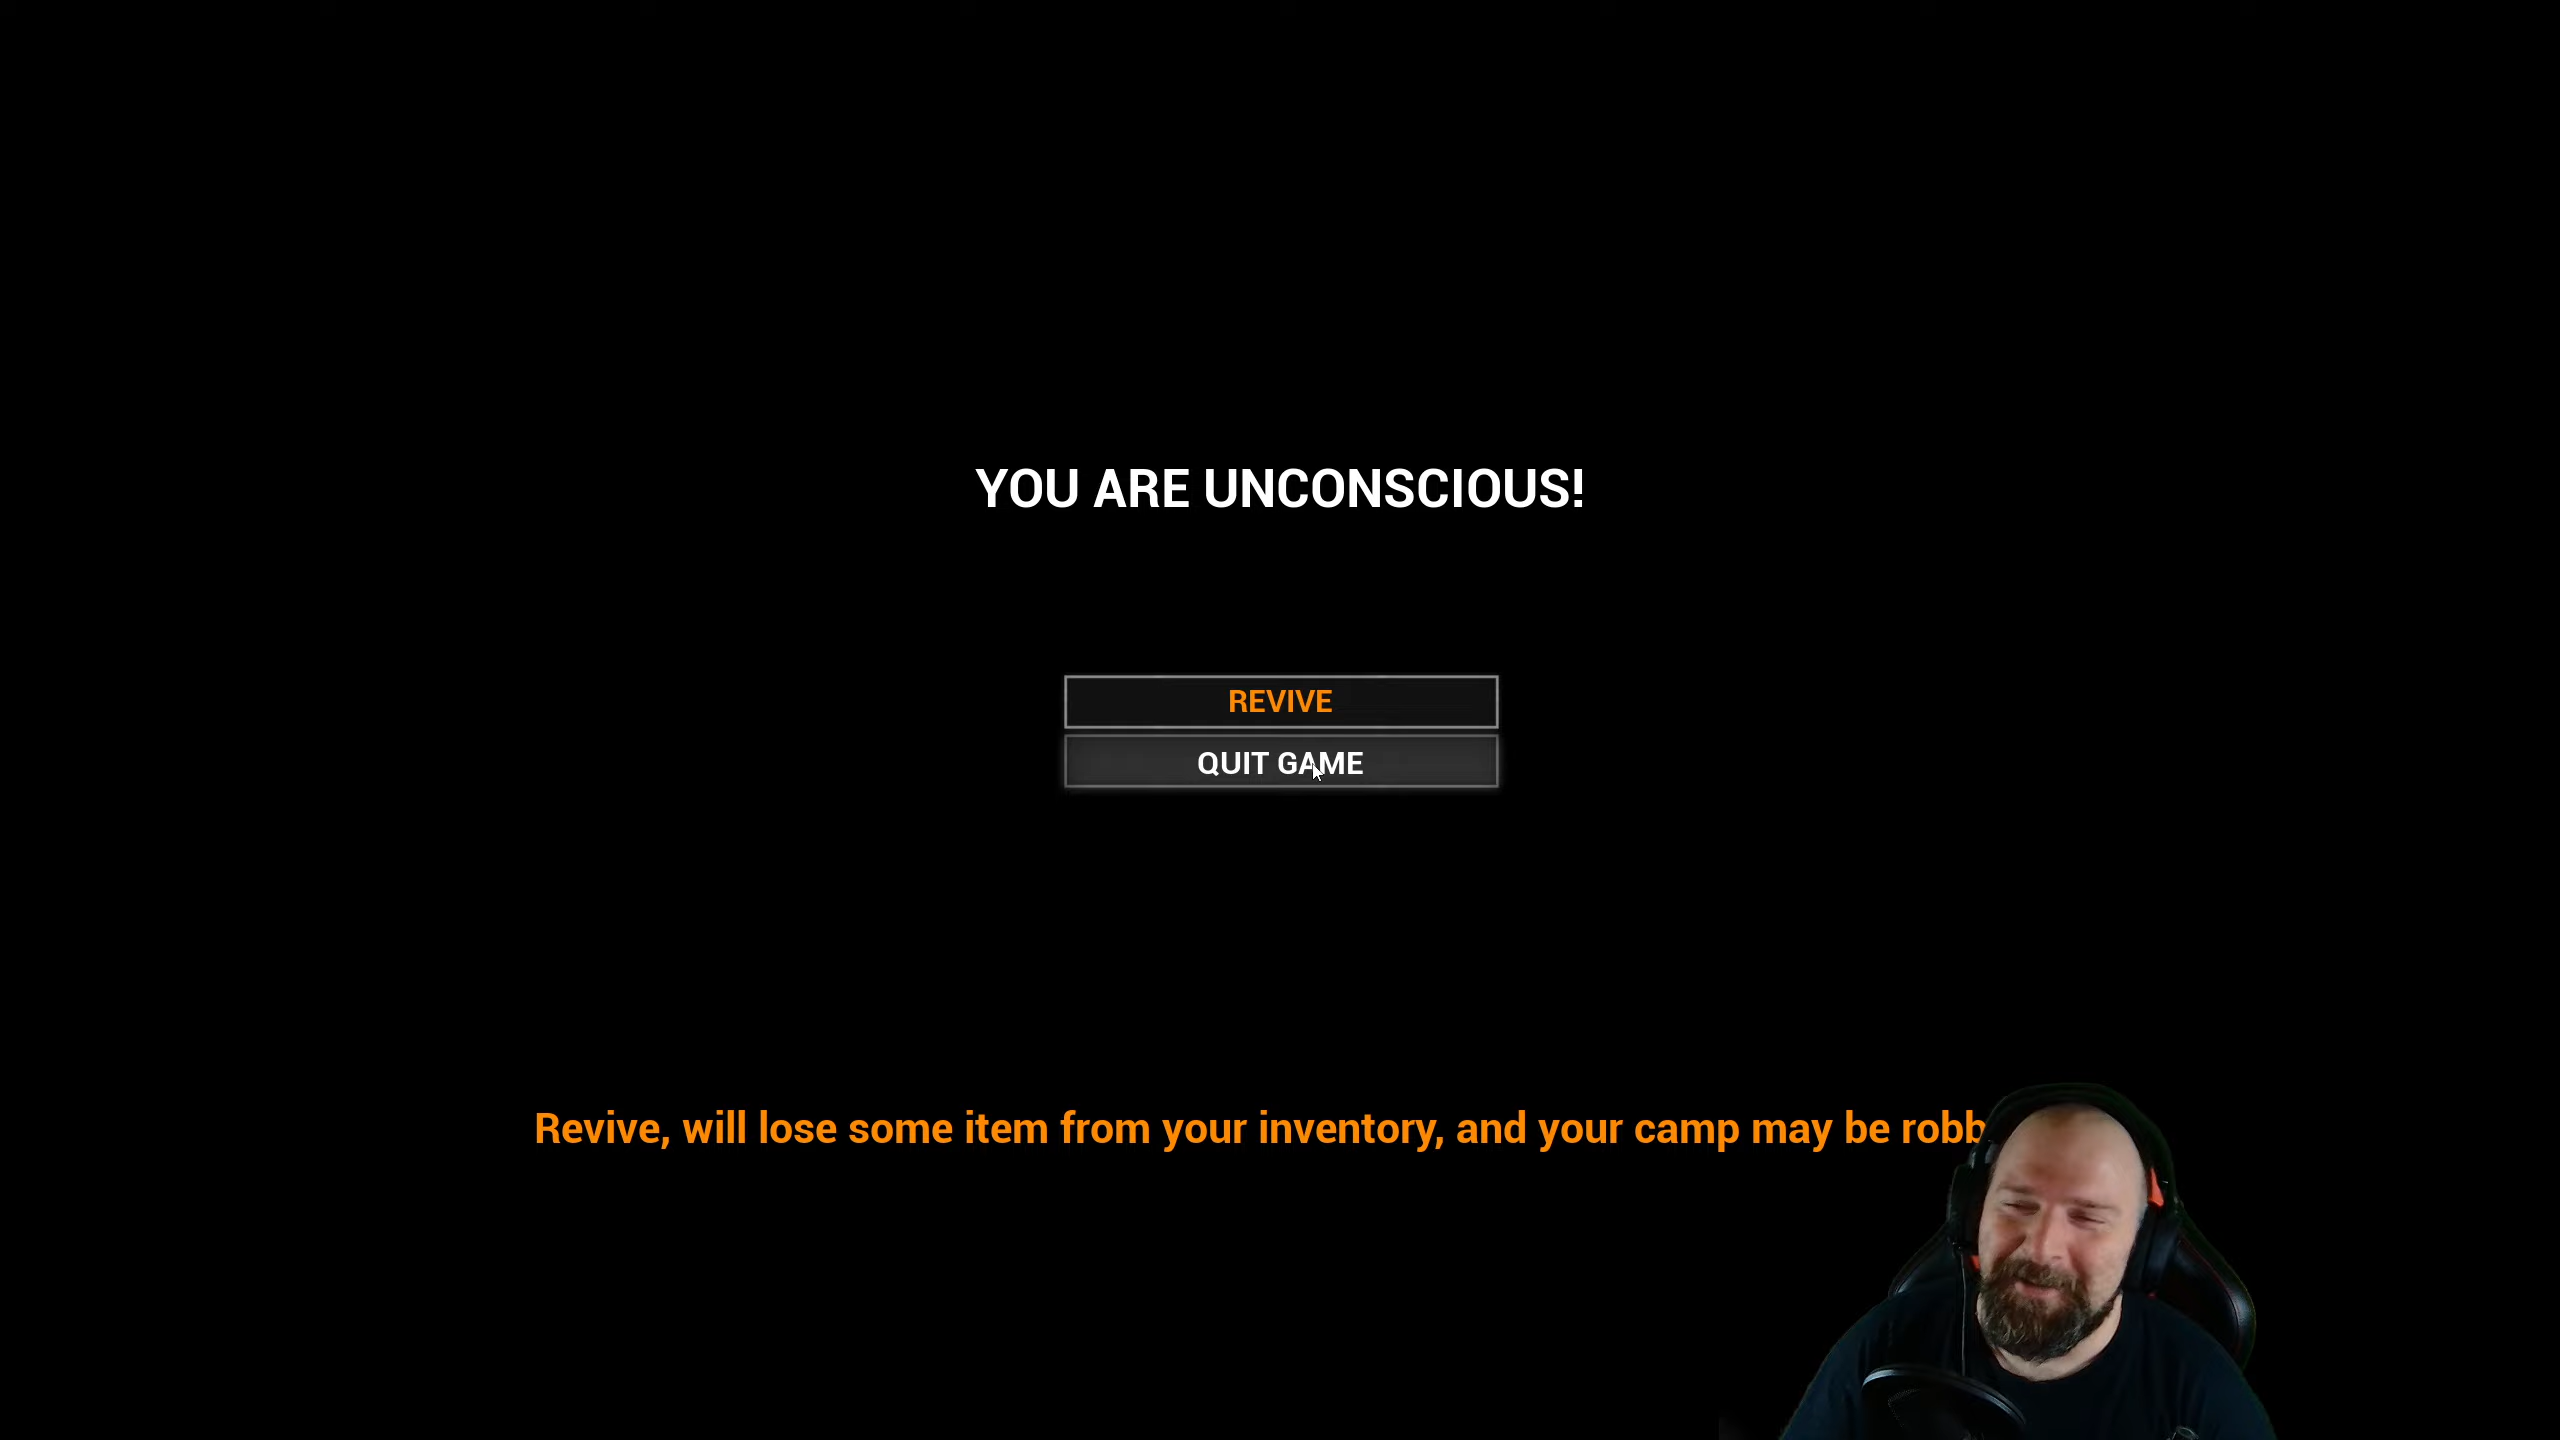 YOU ARE UNCONSCIOUS!
REVIVE
QUIT GAME
Revive, will lose some item from your inventory, and your camp may be